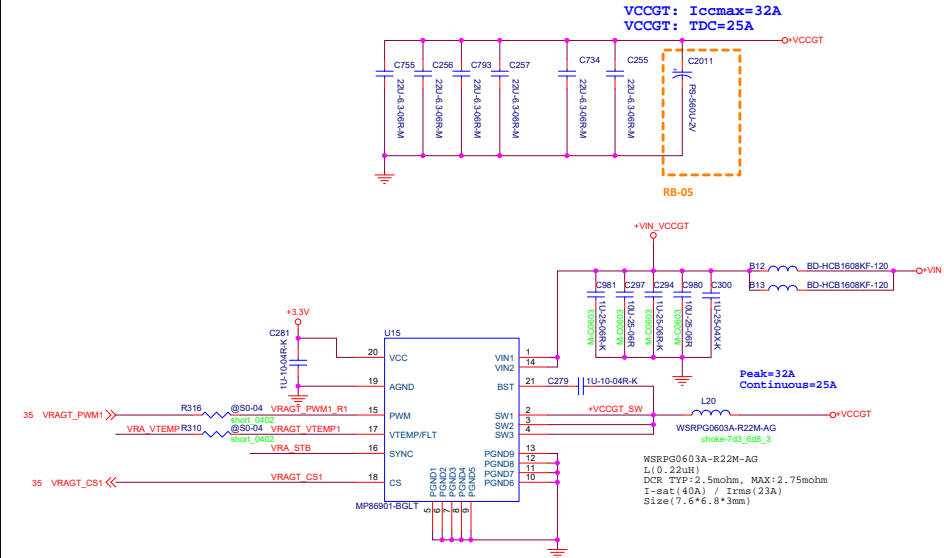 VCCGT: Iccmax=32A
VCCGT: TDC=25A
+VCCGT
C755
22U-6.3-06R-M
C256
22U-6.3-06R-M
C793
22U-6.3-06R-M
C257
22U-6.3-06R-M
C734
22U-6.3-06R-M
C255
22U-6.3-06R-M
C2011
+
PS-560U-2V
RB-05
+VIN_VCCGT
B12
BD-HCB1608KF-120
+VIN
B13
BD-HCB1608KF-120
C981
1U-25-06R-K
M-C0603
C297
10U-25-06R
M-C0603
C294
1U-25-06R-K
M-C0603
C980
10U-25-06R
M-C0603
C300
1U-25-04X-K
+3.3V
C281
1U-10-04R-K
U15
20
VCC
19
AGND
15
PWM
17
VTEMP/FLT
16
SYNC
18
CS
VIN1
1
VIN2
14
BST
21
SW1
2
SW2
3
SW3
4
PGND9
13
PGND8
12
PGND7
11
PGND6
10
PGND1
PGND2
PGND3
PGND4
PGND5
5
6
7
8
9
MP86901-BGLT
35
VRAGT_PWM1
R316
@S0-04
short_0402
VRAGT_PWM1_R1
VRA_VTEMP
R310
@S0-04
short_0402
VRAGT_VTEMP1
VRA_STB
35
VRAGT_CS1
VRAGT_CS1
C279
1U-10-04R-K
+VCCGT_SW
Peak=32A
Continuous=25A
L20
+VCCGT
WSRPG0603A-R22M-AG
choke-7d3_6d8_3
WSRPG0603A-R22M-AG
L(0.22uH)
DCR TYP:2.5mohm, MAX:2.75mohm
I-sat(40A) / Irms(23A)
Size(7.6*6.8*3mm)